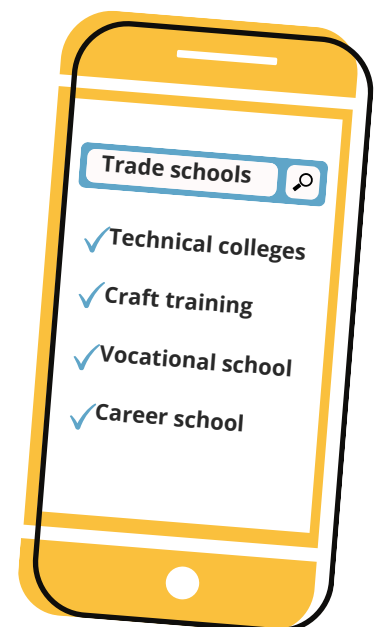 Trade schools
Technical colleges
Craft training
Vocational school
Career school